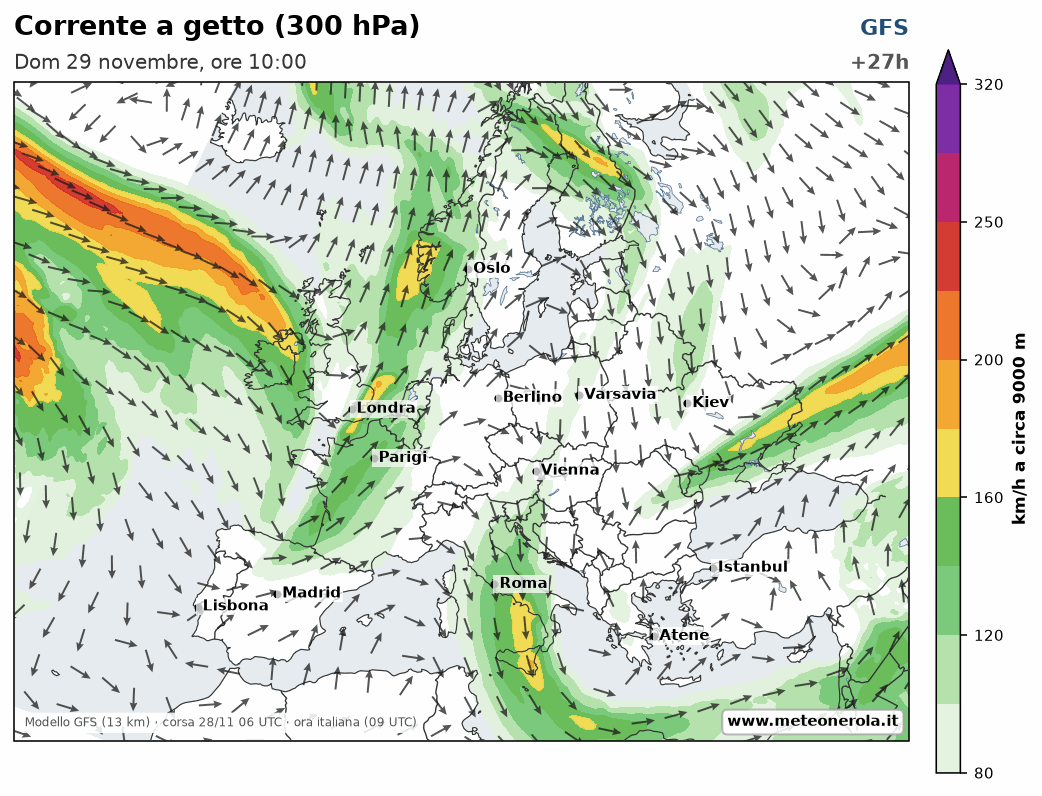 Corrente a getto (300 hPa)
GFS
Dom 29 novembre, ore 10:00
+27h
320
250
200
160
120
80
km/h a circa 9000 m
Oslo
Londra
Berlino
Varsavia
Kiev
Parigi
Vienna
Roma
Istanbul
Madrid
Lisbona
Atene
Modello GFS (13 km) · corsa 28/11 06 UTC · ora italiana (09 UTC)
www.meteonerola.it